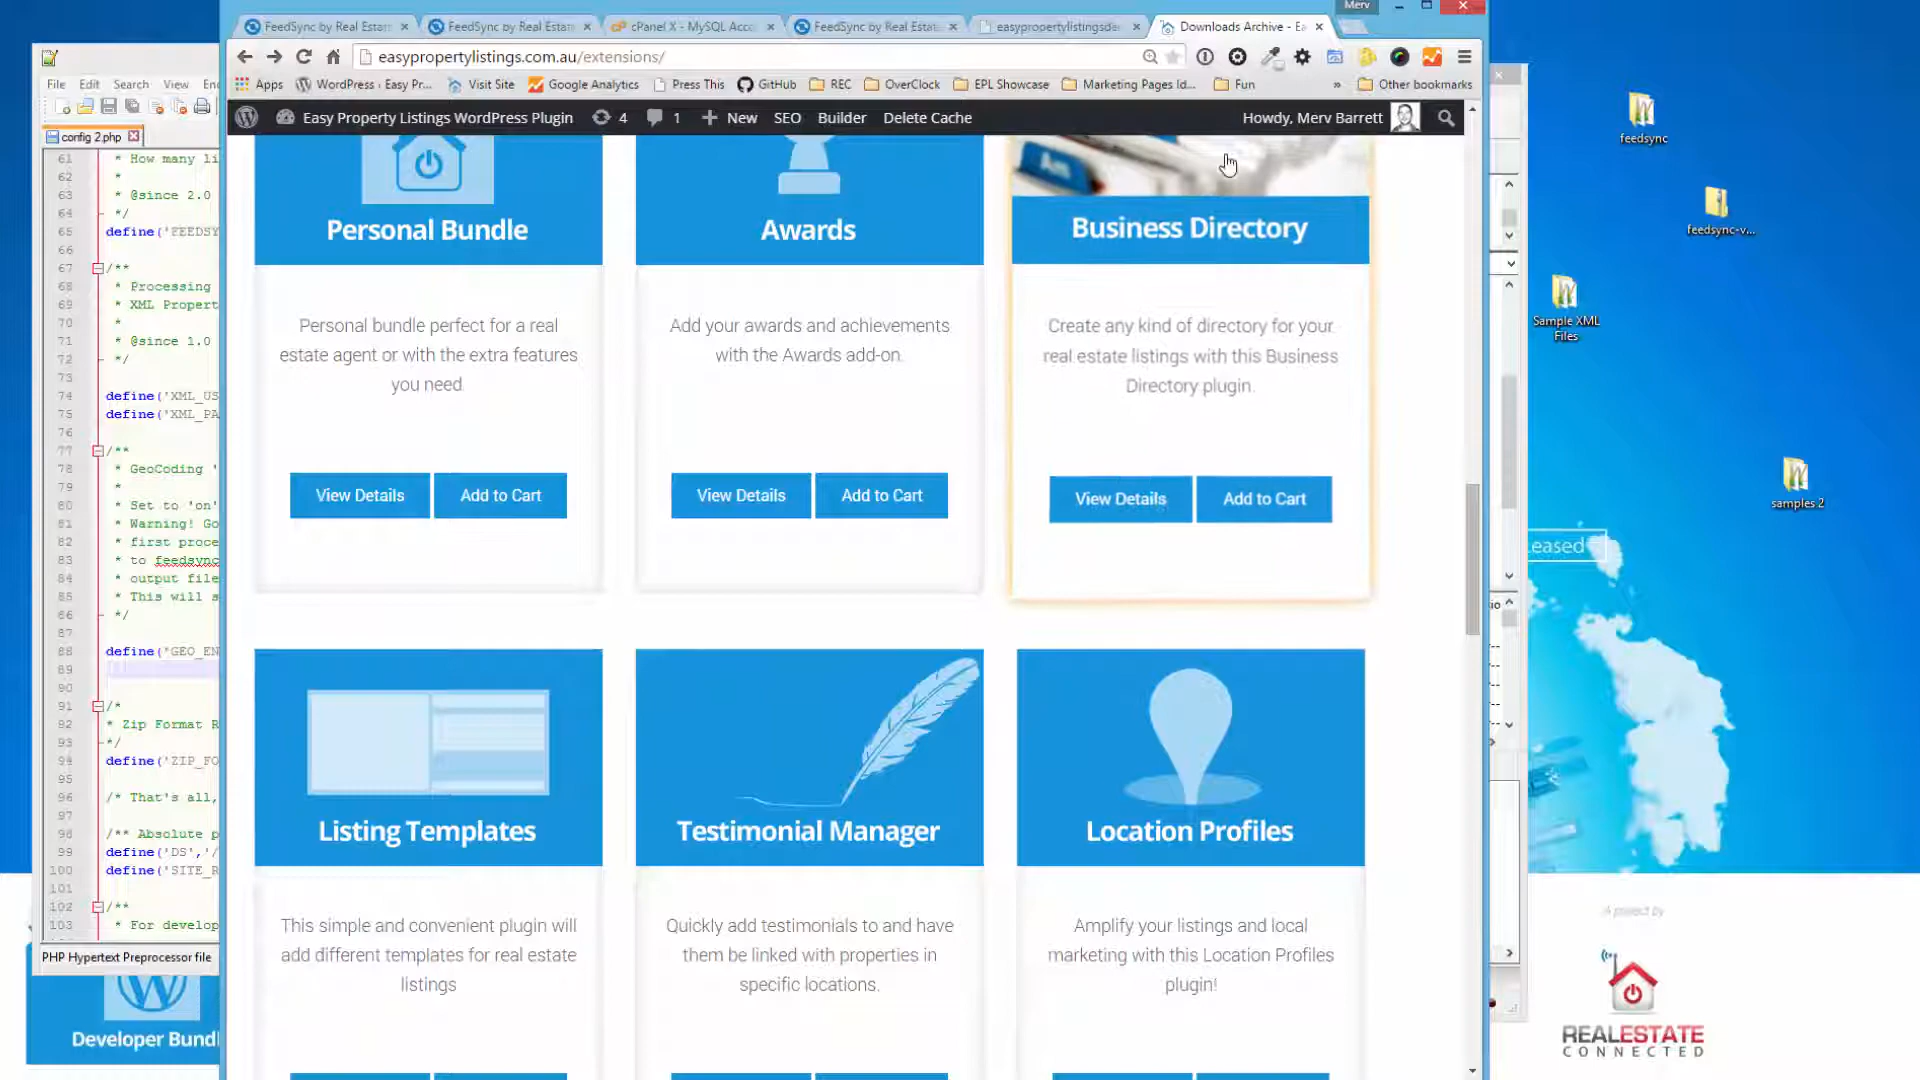 Merv
FeedSync by Real Estat
FeedSync by Real Estat
cPanel X - MySQL Acco
FeedSync by Real Estat
easypropertylistingsde
Downloads Archive - Ea
easypropertylistings.com.au/extensions/
Apps
WordPress ‹ Easy Pr...
Visit Site
Google Analytics
Press This
GitHub
REC
OverClock
EPL Showcase
Marketing Pages Id...
Fun
»
Other bookmarks
Easy Property Listings WordPress Plugin
4
1
New
SEO
Builder
Delete Cache
Howdy, Merv Barrett
File Edit Search View En
config 2.php
61 * How many li
62 *
63 * @since 2.0
64 */
65 define('FEEDSY
66
67 /**
68 * Processing
69 * XML Propert
70 *
71 * @since 1.0
72 */
73
74 define('XML_US
75 define('XML_PA
76
77 /**
78 * GeoCoding '
79 *
80 * Set to 'on'
81 * Warning! Go
82 * first proce
83 * to feedsync
84 * output file
85 * This will s
86 */
87
88 define('GEO_EN
89
90
91 /*
92 * Zip Format R
93 */
94 define('ZIP_FO
95
96 /* That's all,
97
98 /** Absolute p
99 define('DS','/
100 define('SITE_R
101
102 /**
103 * For develop
PHP Hypertext Preprocessor file
Developer Bundl
Personal Bundle
Personal bundle perfect for a real
estate agent or with the extra features
you need.
View Details
Add to Cart
Awards
Add your awards and achievements
with the Awards add-on.
View Details
Add to Cart
Business Directory
Create any kind of directory for your
real estate listings with this Business
Directory plugin.
View Details
Add to Cart
Listing Templates
This simple and convenient plugin will
add different templates for real estate
listings
Testimonial Manager
Quickly add testimonials to and have
them be linked with properties in
specific locations.
Location Profiles
Amplify your listings and local
marketing with this Location Profiles
plugin!
feedsync
feedsync-v...
Sample XML
Files
samples 2
eased
A project by
REALESTATE
CONNECTED